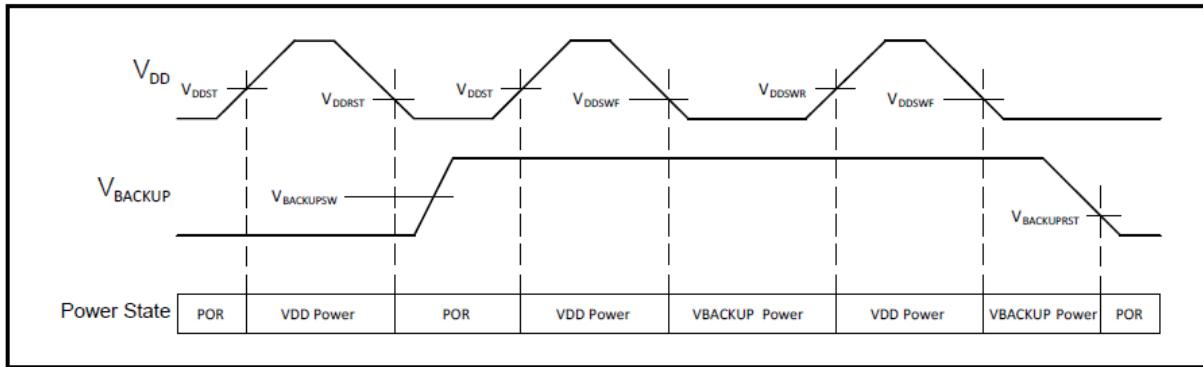 VDD
VDDST
VDDRST
VDDST
VDDSWF
VDDSWR
VDDSWF
VBACKUP
VBACKUPSW
VBACKUPRST
Power State POR VDD Power POR VDD Power VBACKUP Power VDD Power VBACKUP Power POR